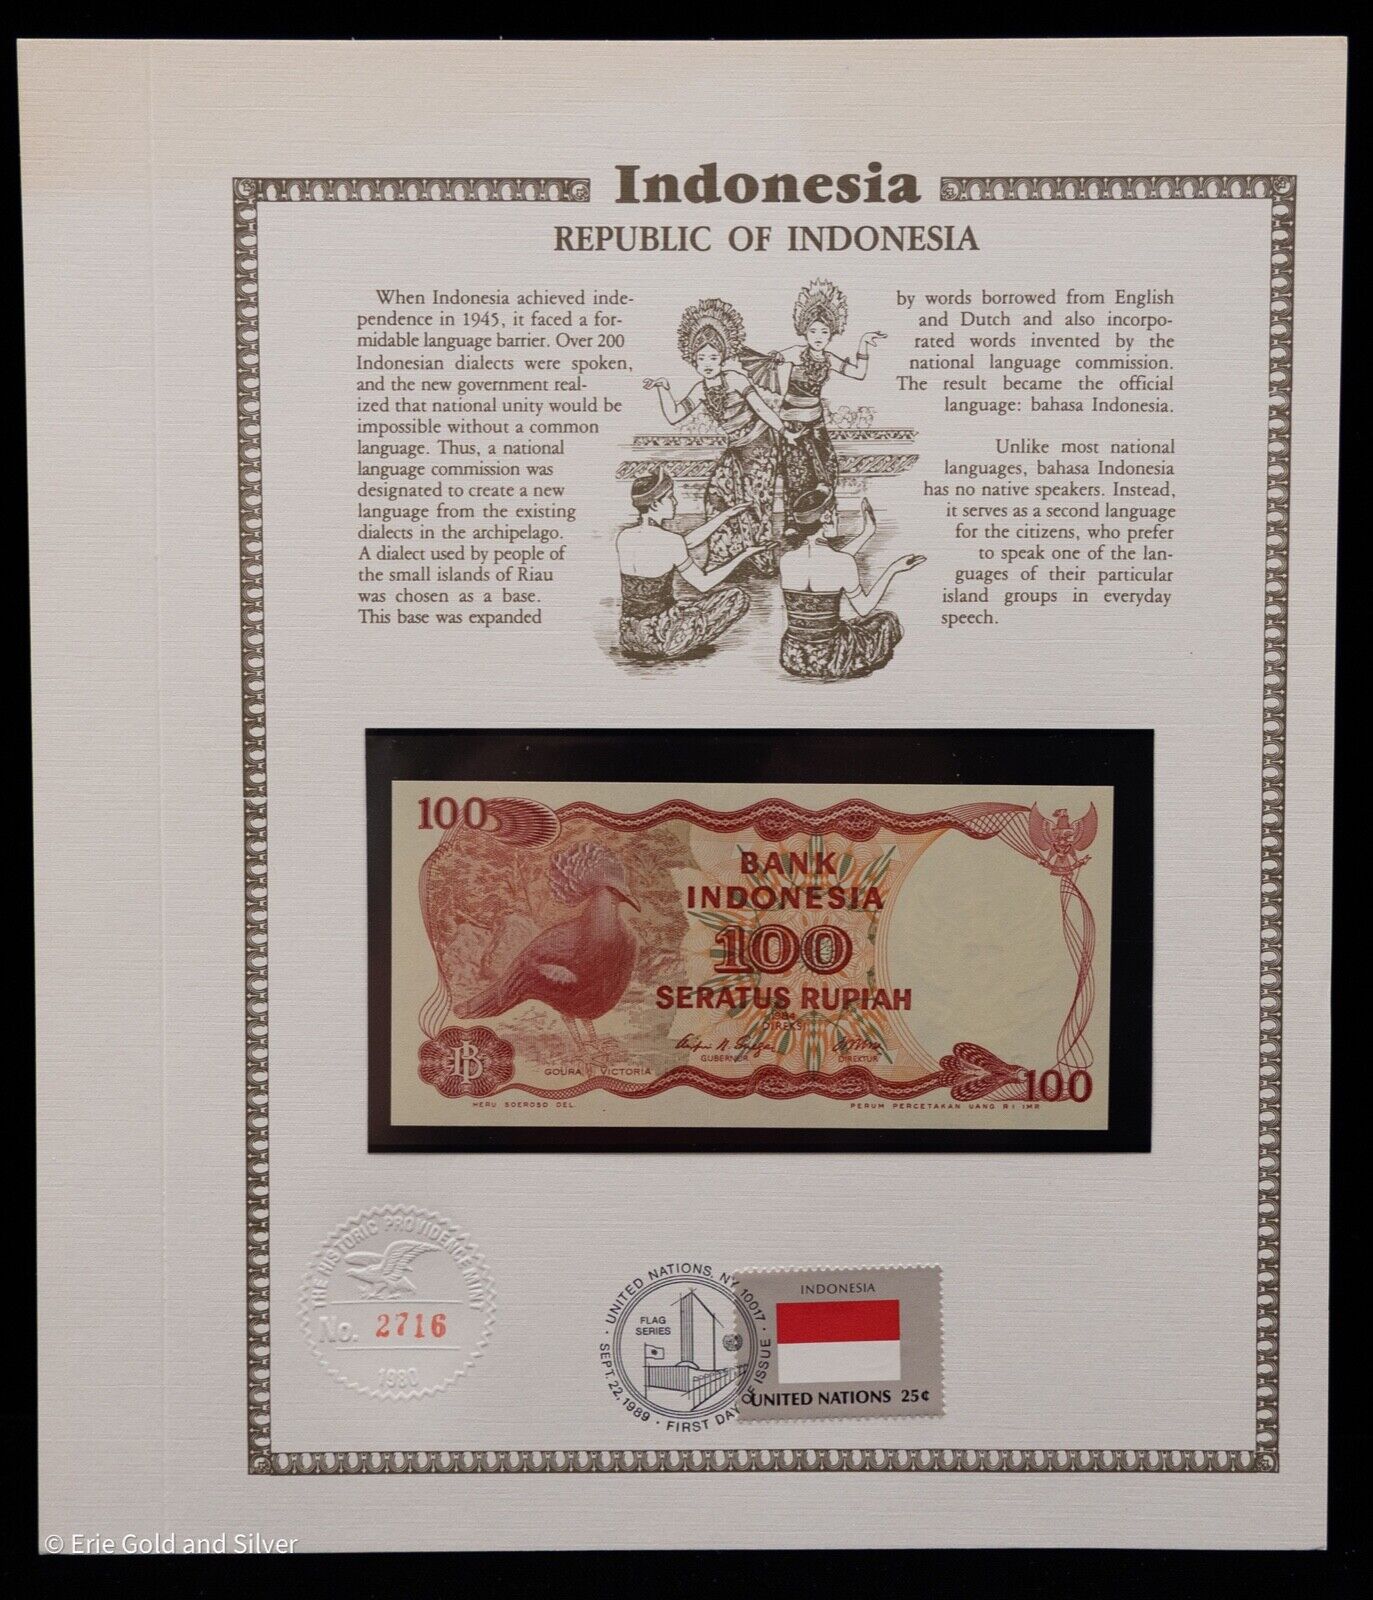 Indonesia
REPUBLIC OF INDONESIA
When Indonesia achieved inde-
pendence in 1945, it faced a for-
midable language barrier. Over 200
Indonesian dialects were spoken,
and the new government real-
ized that national unity would be
impossible without a common
language. Thus, a national
language commission was
designated to create a new
language from the existing
dialects in the archipelago.
A dialect used by people of
the small islands of Riau
was chosen as a base.
This base was expanded
by words borrowed from English
and Dutch and also incorpo-
rated words invented by the
national language commission.
The result became the official
language: bahasa Indonesia.
Unlike most national
languages, bahasa Indonesia
has no native speakers. Instead,
it serves as a second language
for the citizens, who prefer
to speak one of the lan-
guages of their particular
island groups in everyday
speech.
100
BANK
INDONESIA
100
SERATUS RUPIAH
1984
DIREKSI
GUBERNUR
DIREKTUR
GOURA VICTORIA
100
HERU SOEROSO DEL.
PERUM PERCETAKAN UANG RI IMP.
THE HISTORIC PROVIDENCE MINT
No. 2716
1980
UNITED NATIONS, NY 10017
FLAG
SERIES
SEPT. 22, 1989 · FIRST DAY OF ISSUE
INDONESIA
UNITED NATIONS 25¢
© Erie Gold and Silver